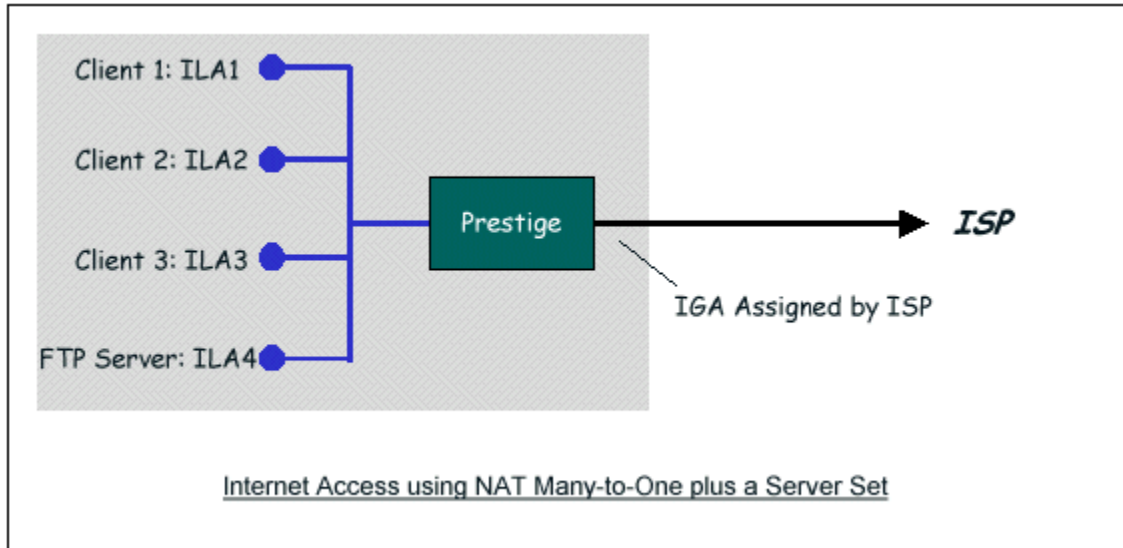 Client 1: ILA1
Client 2: ILA2
Client 3: ILA3
FTP Server: ILA4
Prestige
ISP
IGA Assigned by ISP
Internet Access using NAT Many-to-One plus a Server Set